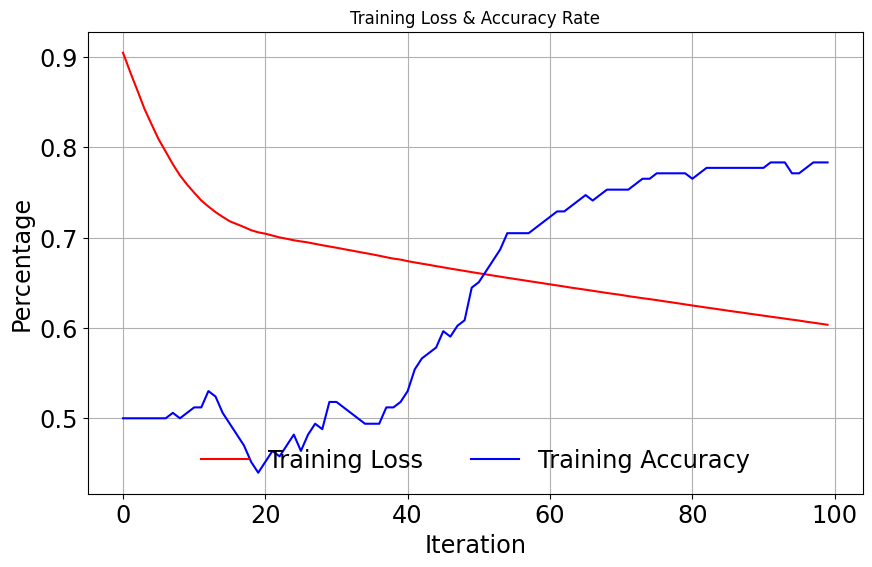 Training Loss & Accuracy Rate
0.9
0.8
0.7
0.6
0.5
Percentage
Training Loss Training Accuracy
0 20 40 60 80 100
Iteration